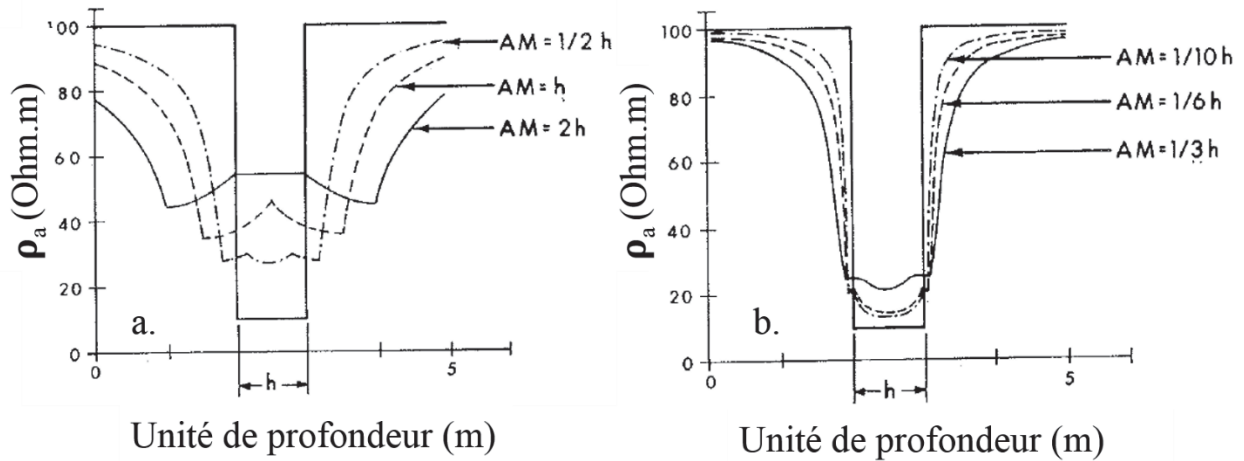 100
80
60
40
20
0
ρa (Ohm.m)
AM = 1/2 h
AM = h
AM = 2h
a.
0
5
h
Unité de profondeur (m)
100
80
60
40
20
0
ρa (Ohm.m)
AM = 1/10 h
AM = 1/6 h
AM = 1/3 h
b.
0
5
h
Unité de profondeur (m)